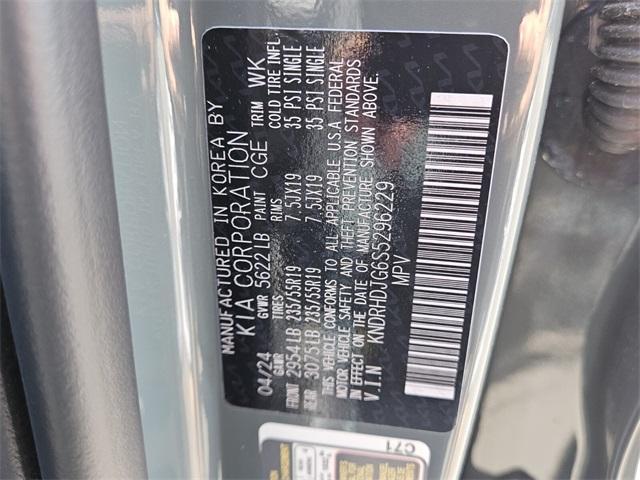 MANUFACTURED IN KOREA BY
KIA CORPORATION
04/24 GVWR 5622LB PAINT CGE TRIM WK
GAWR TIRES RIMS COLD TIRE INFL
FRONT 2954LB 235/55R19 7.5JX19 35 PSI SINGLE
REAR 3075LB 235/55R19 7.5JX19 35 PSI SINGLE
THIS VEHICLE CONFORMS TO ALL APPLICABLE U.S.A FEDERAL
MOTOR VEHICLE SAFETY AND THEFT PREVENTION STANDARDS
IN EFFECT ON THE DATE OF MANUFACTURE SHOWN ABOVE.
V.I.N KNDRHDJG6S5296229
MPV
C71